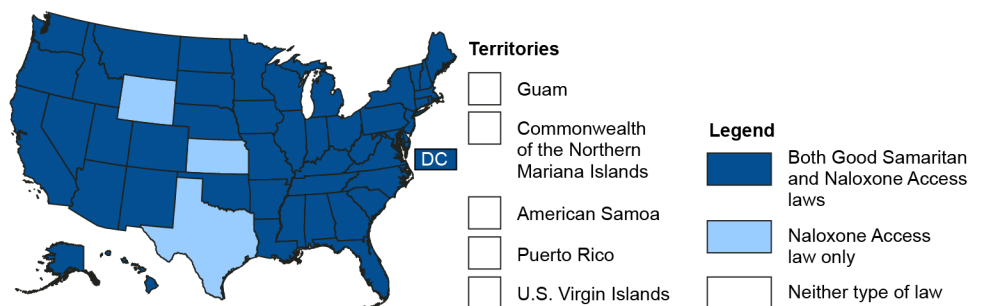 Territories
Guam
Commonwealth
of the Northern
Mariana Islands
American Samoa
Puerto Rico
U.S. Virgin Islands
DC
Legend
Both Good Samaritan
and Naloxone Access
laws
Naloxone Access
law only
Neither type of law